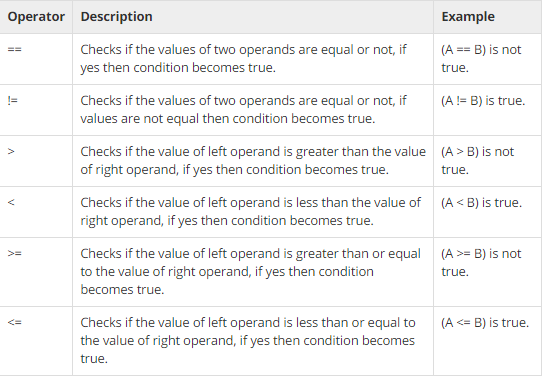 Operator Description Example
== Checks if the values of two operands are equal or not, if (A == B) is not
yes then condition becomes true. true.
!= Checks if the values of two operands are equal or not, if (A != B) is true.
values are not equal then condition becomes true.
> Checks if the value of left operand is greater than the value (A > B) is not
of right operand, if yes then condition becomes true. true.
< Checks if the value of left operand is less than the value of (A < B) is true.
right operand, if yes then condition becomes true.
>= Checks if the value of left operand is greater than or equal (A >= B) is not
to the value of right operand, if yes then condition true.
becomes true.
<= Checks if the value of left operand is less than or equal to (A <= B) is true.
the value of right operand, if yes then condition becomes
true.